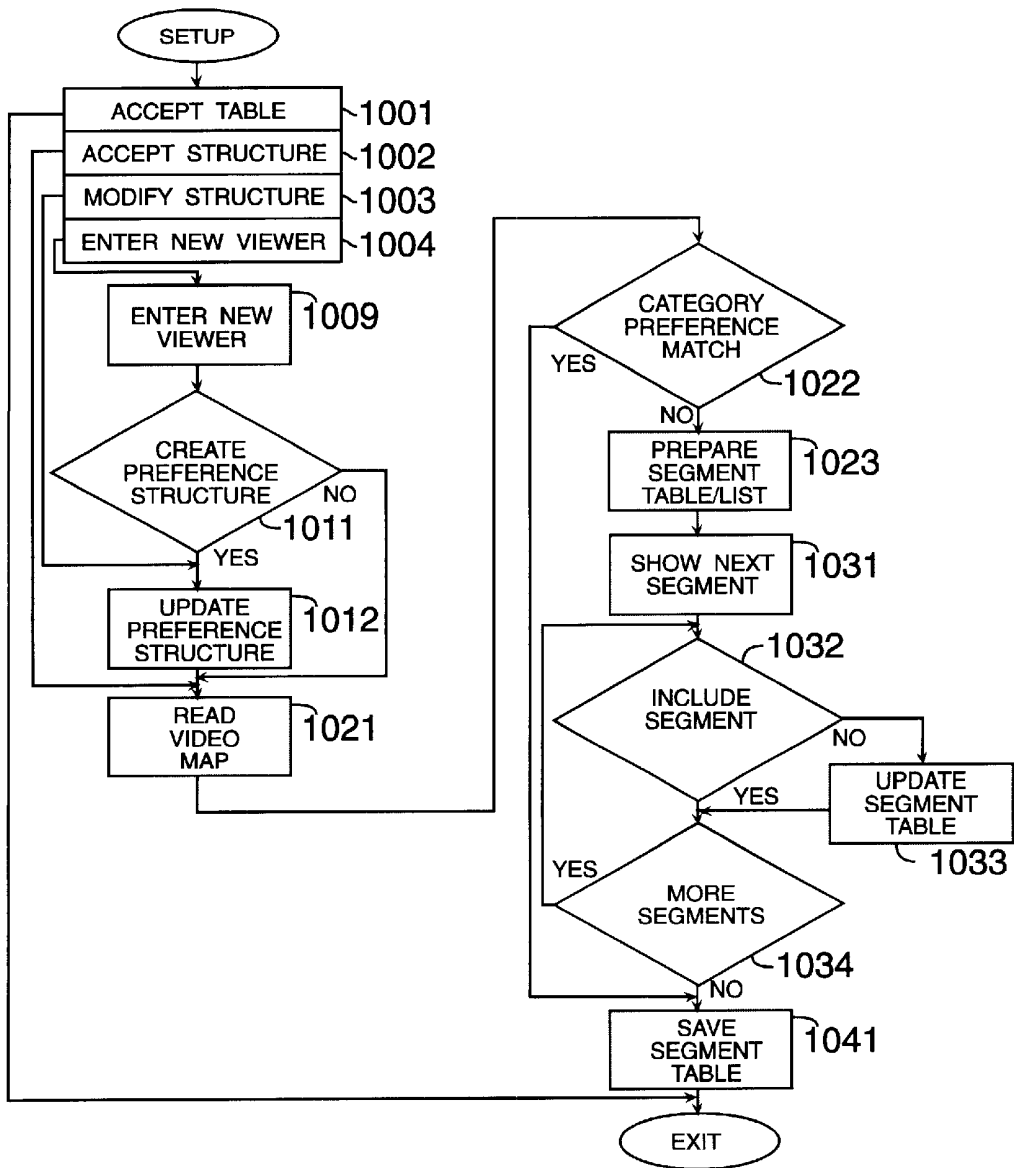 SETUP
ACCEPT TABLE
1001
ACCEPT STRUCTURE
1002
MODIFY STRUCTURE
1003
ENTER NEW VIEWER
1004
ENTER NEW
VIEWER
1009
CREATE
PREFERENCE
STRUCTURE
NO
1011
YES
UPDATE
PREFERENCE
STRUCTURE
1012
READ
VIDEO
MAP
1021
CATEGORY
PREFERENCE
MATCH
YES
1022
NO
PREPARE
SEGMENT
TABLE/LIST
1023
SHOW NEXT
SEGMENT
1031
1032
INCLUDE
SEGMENT
NO
YES
UPDATE
SEGMENT
TABLE
1033
YES
MORE
SEGMENTS
1034
NO
SAVE
SEGMENT
TABLE
1041
EXIT